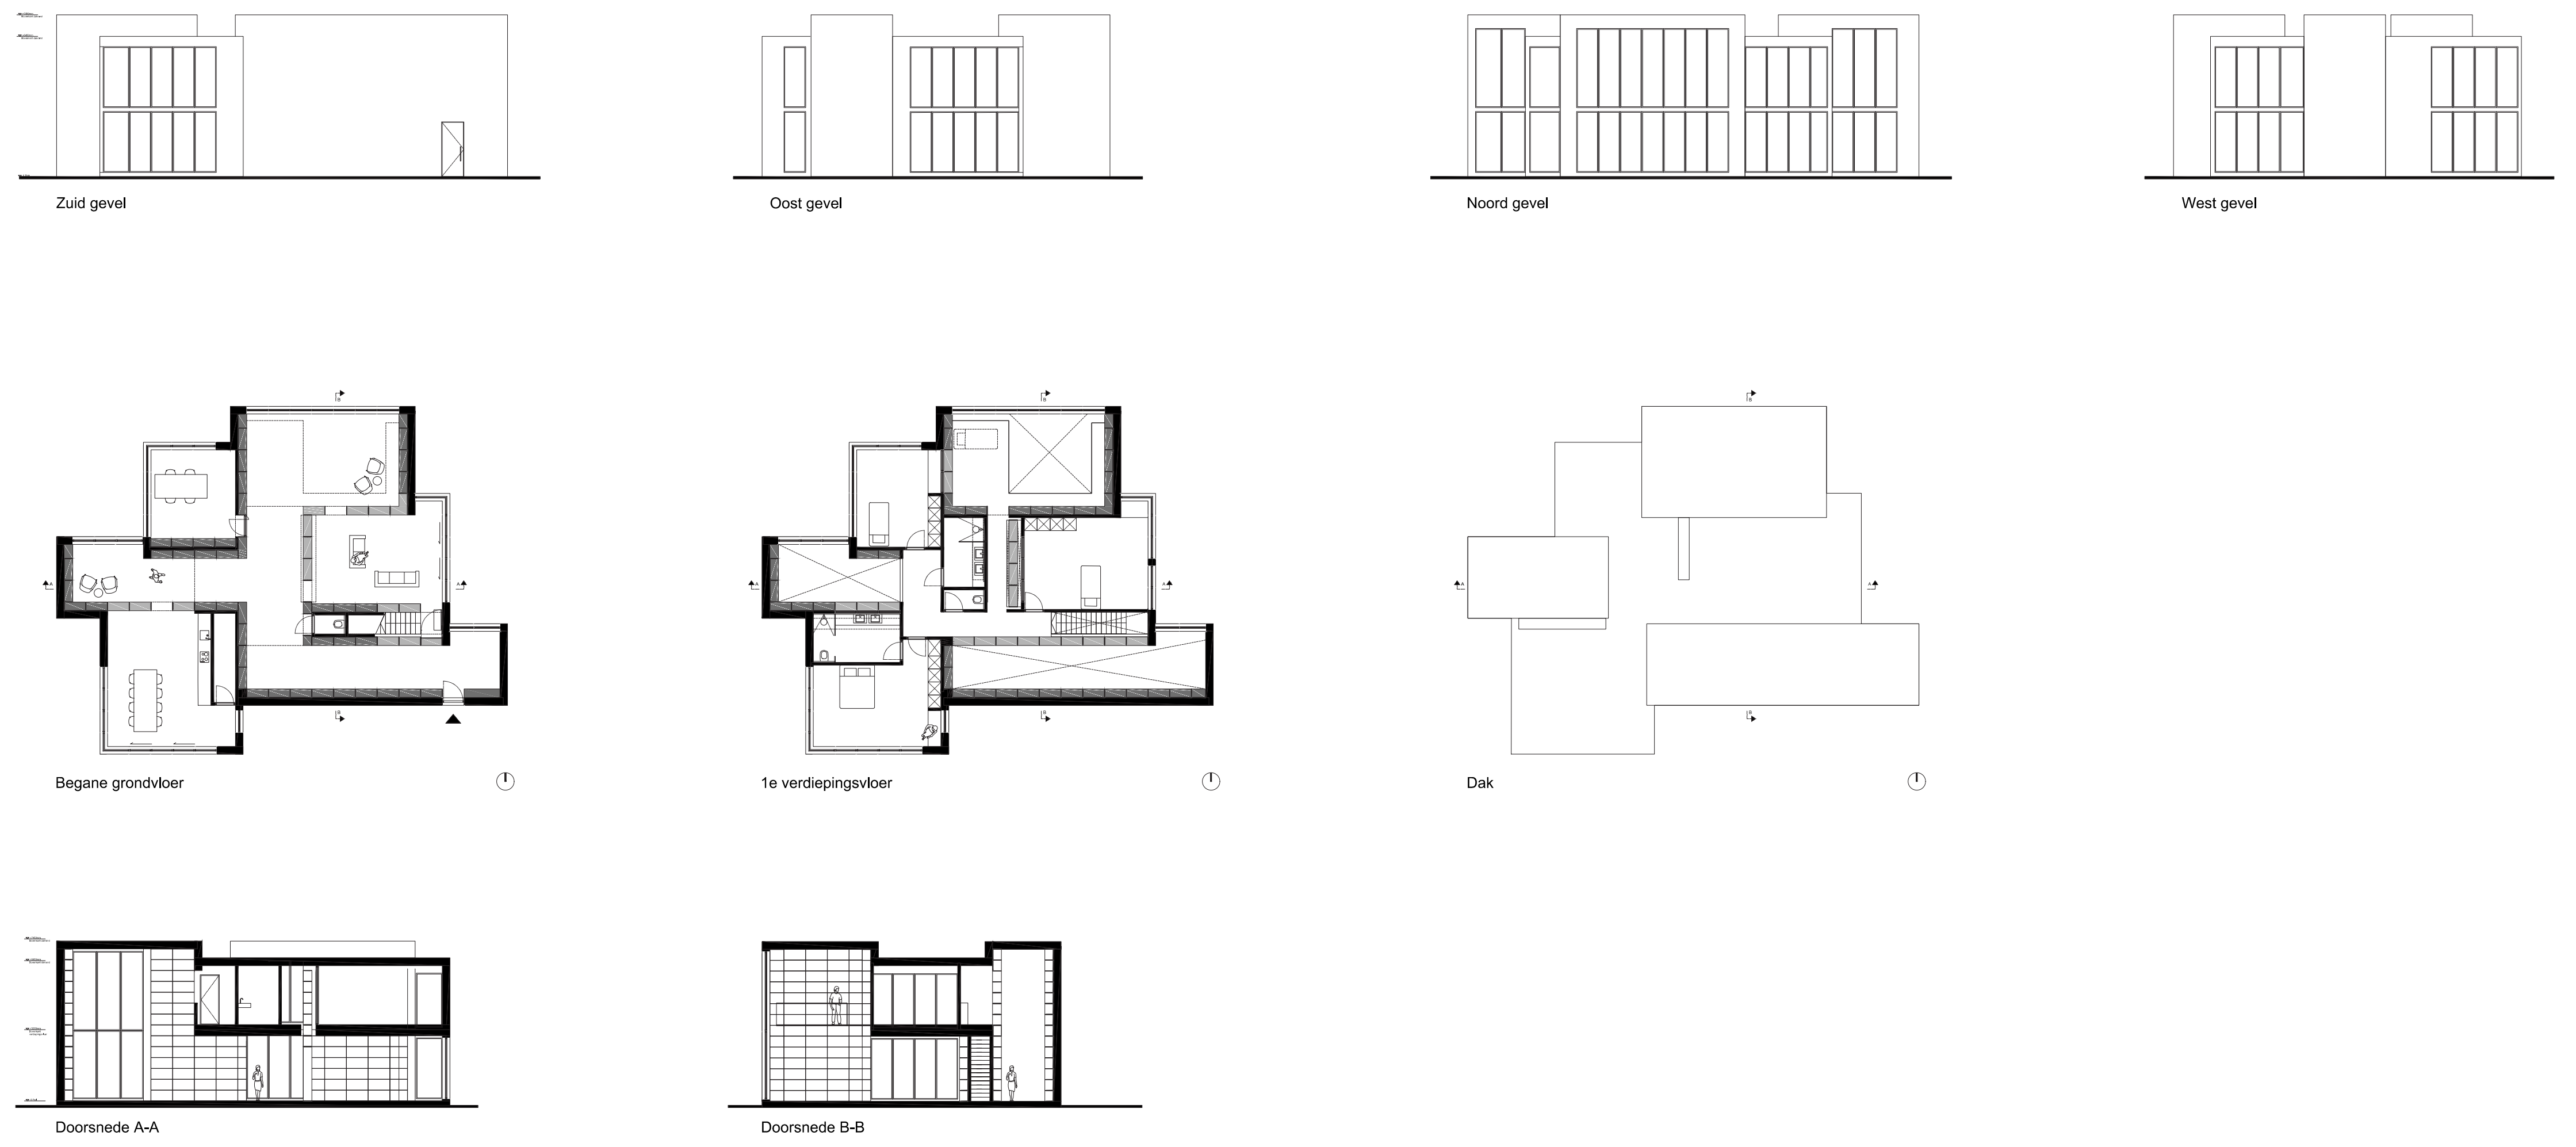 Zuid gevel
Oost gevel
Noord gevel
West gevel
B
B
B
A
A
A
A
A
A
B
B
B
Begane grondvloer
1e verdiepingsvloer
Dak
Doorsnede A-A
Doorsnede B-B